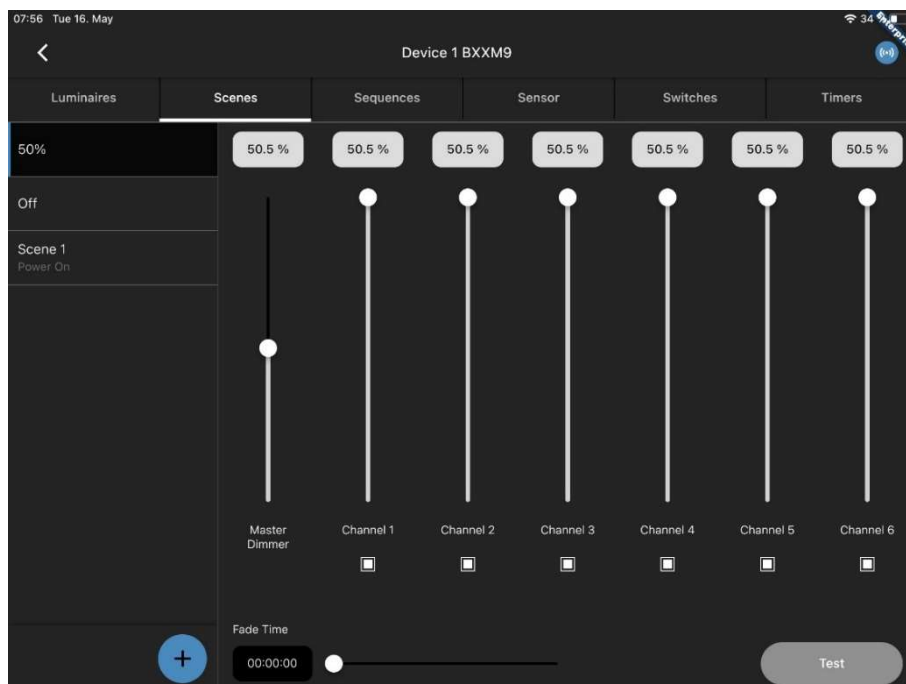 07:56 Tue 16. May
34
Device 1 BXXM9
Luminaires Scenes Sequences Sensor Switches Timers
50%
50.5 % 50.5 % 50.5 % 50.5 % 50.5 % 50.5 % 50.5 %
Off
Scene 1
Power On
Master
Dimmer
Channel 1 Channel 2 Channel 3 Channel 4 Channel 5 Channel 6
Fade Time
00:00:00
Test